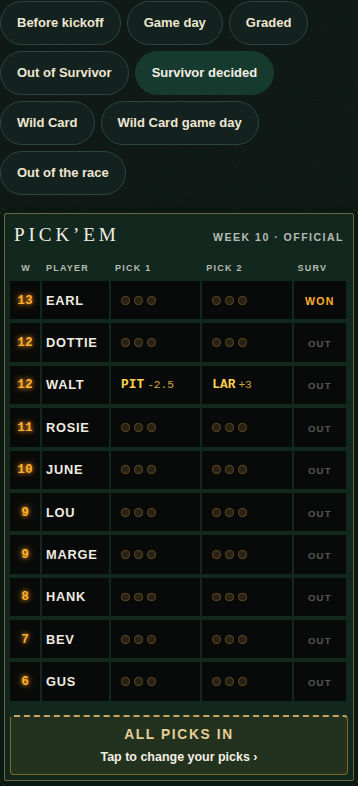 Before kickoff Game day Graded
Out of Survivor Survivor decided
Wild Card Wild Card game day
Out of the race
PICK’EM WEEK 10 · OFFICIAL
W PLAYER PICK 1 PICK 2 SURV
13 EARL WON
12 DOTTIE OUT
12 WALT PIT -2.5 LAR +3 OUT
11 ROSIE OUT
10 JUNE OUT
9 LOU OUT
9 MARGE OUT
8 HANK OUT
7 BEV OUT
6 GUS OUT
ALL PICKS IN
Tap to change your picks ›